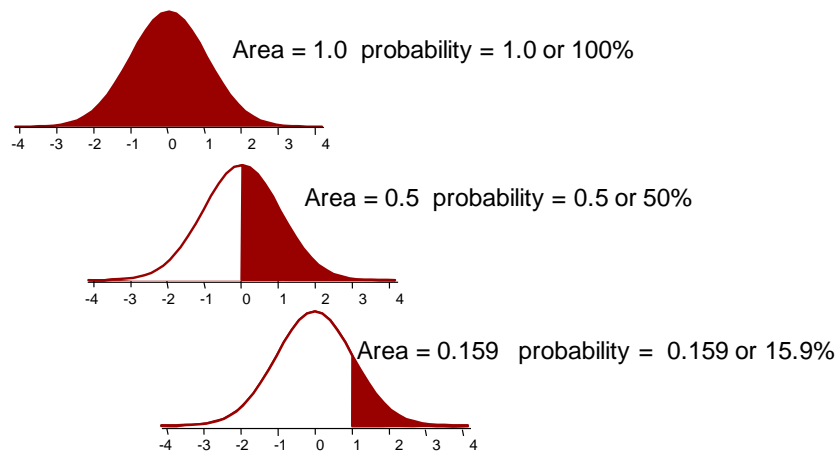 Area = 1.0 probability = 1.0 or 100%
-4 -3 -2 -1 0 1 2 3 4
Area = 0.5 probability = 0.5 or 50%
-4 -3 -2 -1 0 1 2 3 4
Area = 0.159 probability = 0.159 or 15.9%
-4 -3 -2 -1 0 1 2 3 4